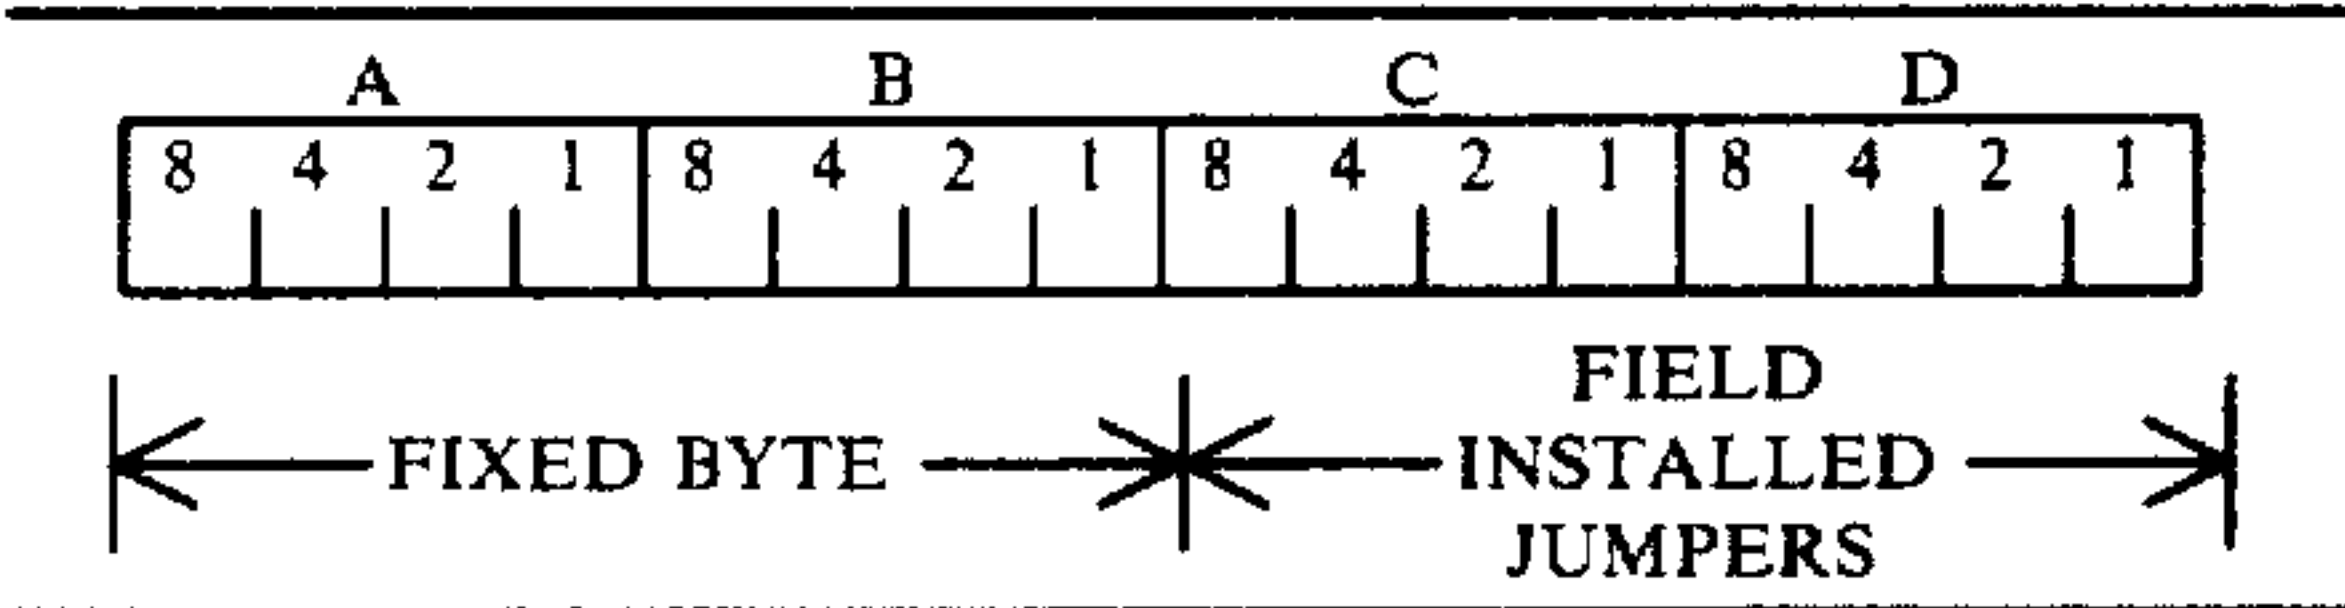 A B C D
8 4 2 1 8 4 2 1 8 4 2 1 8 4 2 1
FIXED BYTE
FIELD
INSTALLED
JUMPERS